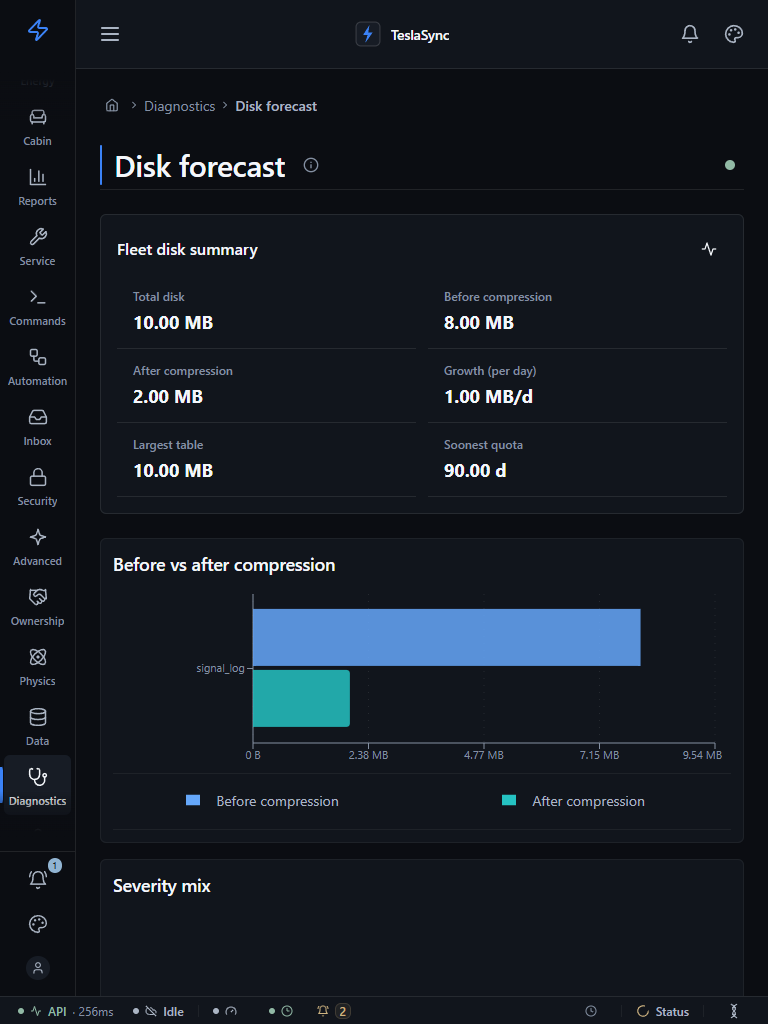 TeslaSync
Energy
Cabin
Reports
Service
Commands
Automation
Inbox
Security
Advanced
Ownership
Physics
Data
Diagnostics
1
Diagnostics
Disk forecast
Disk forecast
Fleet disk summary
Total disk
10.00 MB
Before compression
8.00 MB
After compression
2.00 MB
Growth (per day)
1.00 MB/d
Largest table
10.00 MB
Soonest quota
90.00 d
Before vs after compression
signal_log
0 B
2.38 MB
4.77 MB
7.15 MB
9.54 MB
Before compression
After compression
Severity mix
API · 256ms
Idle
2
Status